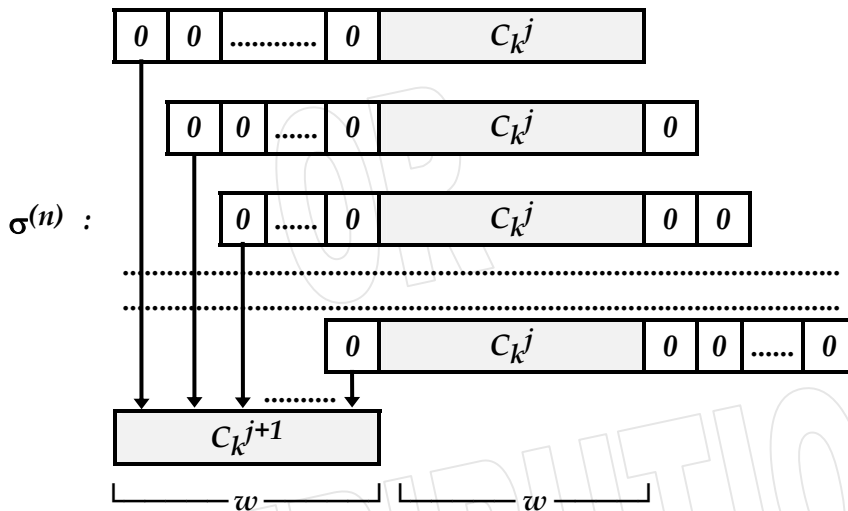 0 0 ............ 0 C_k^j
0 0 ...... 0 C_k^j 0
σ^(n) : 0 ...... 0 C_k^j 0 0
0 C_k^j 0 0 ...... 0
..........
C_k^{j+1}
w w